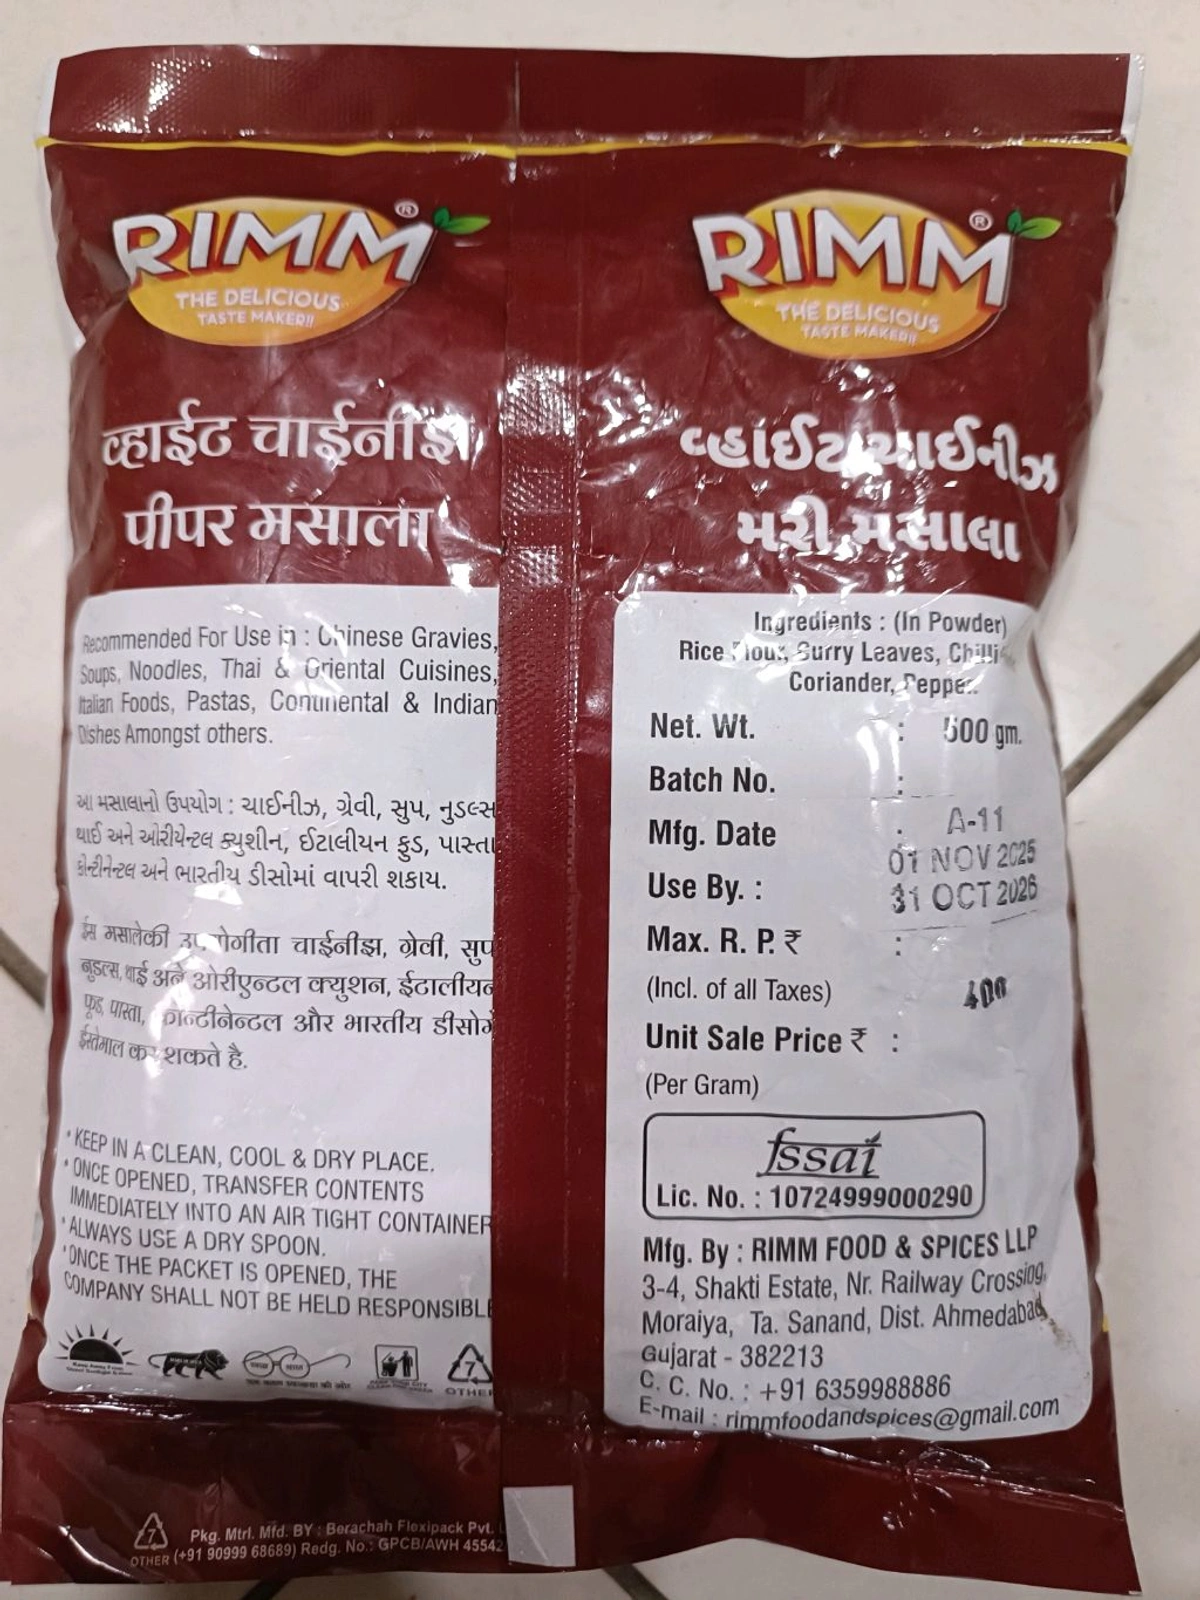 RIMM®
THE DELICIOUS
TASTE MAKER!!
व्हाईट चाईनीझ
पीपर मसाला
Recommended For Use in : Chinese Gravies,
Soups, Noodles, Thai & Oriental Cuisines,
Italian Foods, Pastas, Continental & Indian
Dishes Amongst others.
આ મસાલાનો ઉપયોગ : ચાઈનીઝ, ગ્રેવી, સુપ, નુડલ્સ
થાઈ અને ઓરીયેન્ટલ ક્યુશીન, ઈટાલીયન ફુડ, પાસ્તા
કોન્ટીનેન્ટલ અને ભારતીય ડીસોમાં વાપરી શકાય.
ईस मसालेकी उपयोगीता चाईनीझ, ग्रेवी, सुप
नुडल्स, थाई अने ओरीएन्टल क्युशन, ईटालीयन
फूड, पास्ता, कोन्टीनेन्टल और भारतीय डीसोमे
ईस्तेमाल कर शकते है.
* KEEP IN A CLEAN, COOL & DRY PLACE.
* ONCE OPENED, TRANSFER CONTENTS
IMMEDIATELY INTO AN AIR TIGHT CONTAINER
* ALWAYS USE A DRY SPOON.
* ONCE THE PACKET IS OPENED, THE
COMPANY SHALL NOT BE HELD RESPONSIBLE
7
OTHER
7
OTHER
Pkg. Mtrl. Mfd. BY : Berachah Flexipack Pvt.
(+91 90999 68689) Redg. No.: GPCB/AWH 45542
RIMM®
THE DELICIOUS
TASTE MAKER!!
વ્હાઈટ ચાઈનીઝ
મરી મસાલા
Ingredients : (In Powder)
Rice Flour, Surry Leaves, Chilli
Coriander, Pepper.
Net. Wt. : 500 gm.
Batch No. :
A-11
Mfg. Date : 01 NOV 2025
Use By. : 31 OCT 2026
Max. R. P. ₹ :
(Incl. of all Taxes) 400
Unit Sale Price ₹ :
(Per Gram)
fssai
Lic. No. : 10724999000290
Mfg. By : RIMM FOOD & SPICES LLP
3-4, Shakti Estate, Nr. Railway Crossing,
Moraiya, Ta. Sanand, Dist. Ahmedabad,
Gujarat - 382213
C. C. No. : +91 6359988886
E-mail : rimmfoodandspices@gmail.com